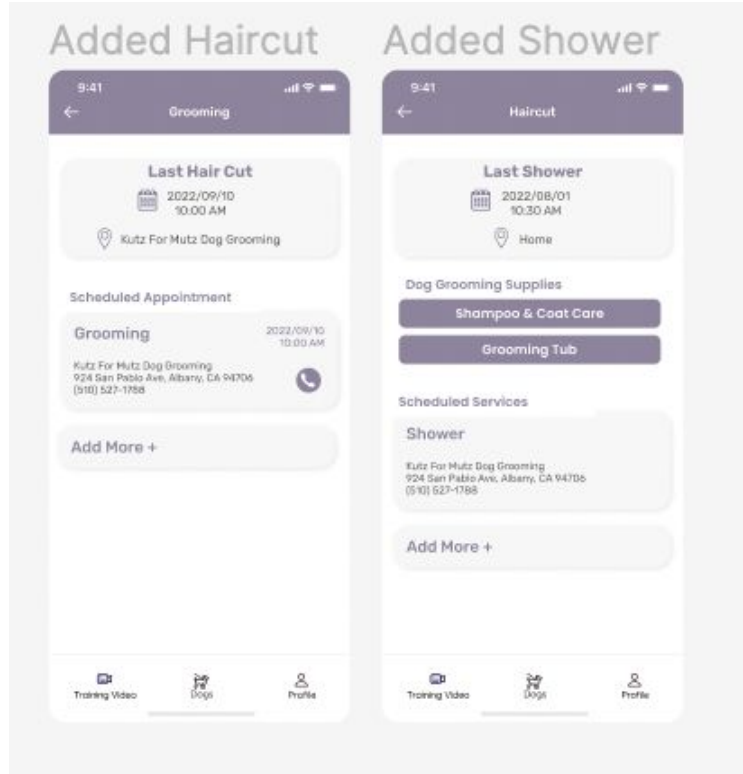 Added Haircut
9:41
Grooming
Last Hair Cut
2022/09/10
10:00 AM
Kutz For Mutz Dog Grooming
Scheduled Appointment
Grooming
2022/09/10
10:00 AM
Kutz For Mutz Dog Grooming
924 San Pablo Ave, Albany, CA 94706
(510) 527-1788
Add More +
Training Video
Dogs
Profile
Added Shower
9:41
Haircut
Last Shower
2022/08/01
10:30 AM
Home
Dog Grooming Supplies
Shampoo & Coat Care
Grooming Tub
Scheduled Services
Shower
Kutz For Mutz Dog Grooming
924 San Pablo Ave, Albany, CA 94706
(510) 527-1788
Add More +
Training Video
Dogs
Profile